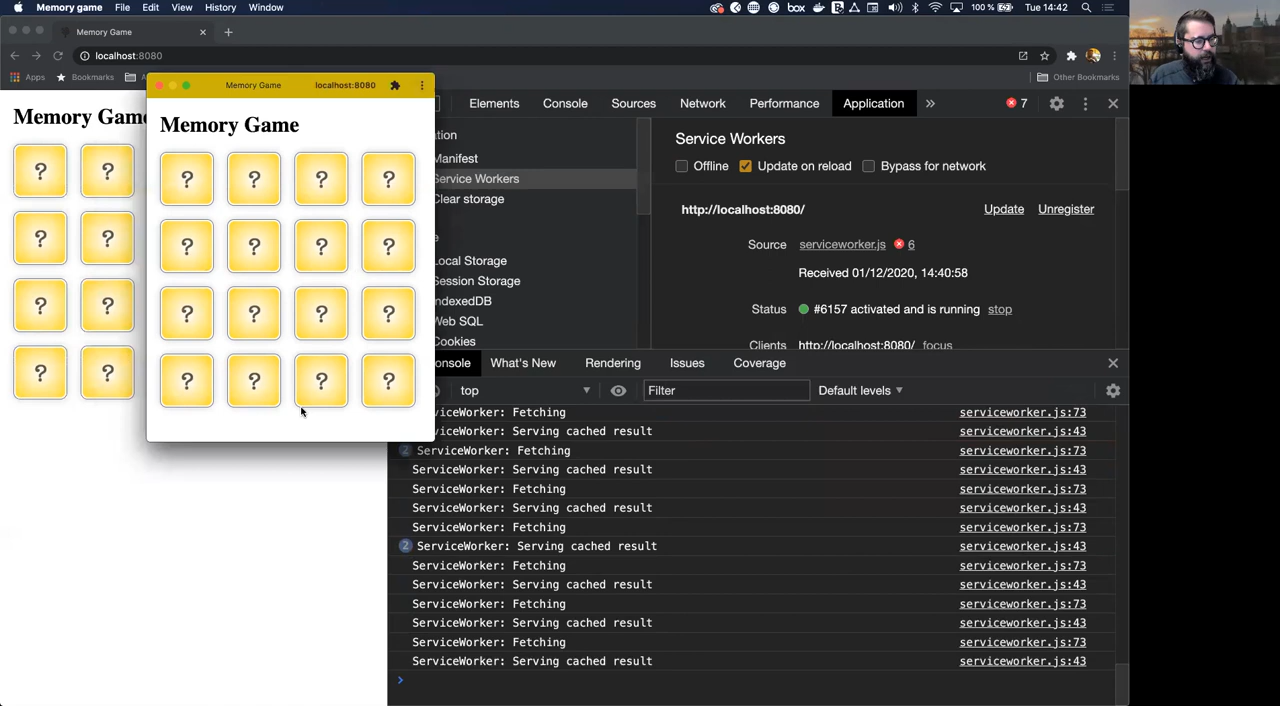 Memory game File Edit View History Window
box 100 % Tue 14:42
Memory Game
localhost:8080
Apps Bookmarks Other Bookmarks
Memory Game localhost:8080
Memory Game
? ? ? ?
? ? ? ?
? ? ? ?
? ? ? ?
Memory Game
? ?
? ?
? ?
? ?
Elements Console Sources Network Performance Application » 7
Manifest
Service Workers
Clear storage
Local Storage
Session Storage
IndexedDB
Web SQL
Cookies
Service Workers
Offline Update on reload Bypass for network
http://localhost:8080/ Update Unregister
Source serviceworker.js 6
Received 01/12/2020, 14:40:58
Status #6157 activated and is running stop
Clients http://localhost:8080/ focus
What's New Rendering Issues Coverage
top Filter Default levels
ServiceWorker: Fetching serviceworker.js:73
ServiceWorker: Serving cached result serviceworker.js:43
2 ServiceWorker: Fetching serviceworker.js:73
ServiceWorker: Serving cached result serviceworker.js:43
ServiceWorker: Fetching serviceworker.js:73
ServiceWorker: Serving cached result serviceworker.js:43
ServiceWorker: Fetching serviceworker.js:73
2 ServiceWorker: Serving cached result serviceworker.js:43
ServiceWorker: Fetching serviceworker.js:73
ServiceWorker: Serving cached result serviceworker.js:43
ServiceWorker: Fetching serviceworker.js:73
ServiceWorker: Serving cached result serviceworker.js:43
ServiceWorker: Fetching serviceworker.js:73
ServiceWorker: Serving cached result serviceworker.js:43